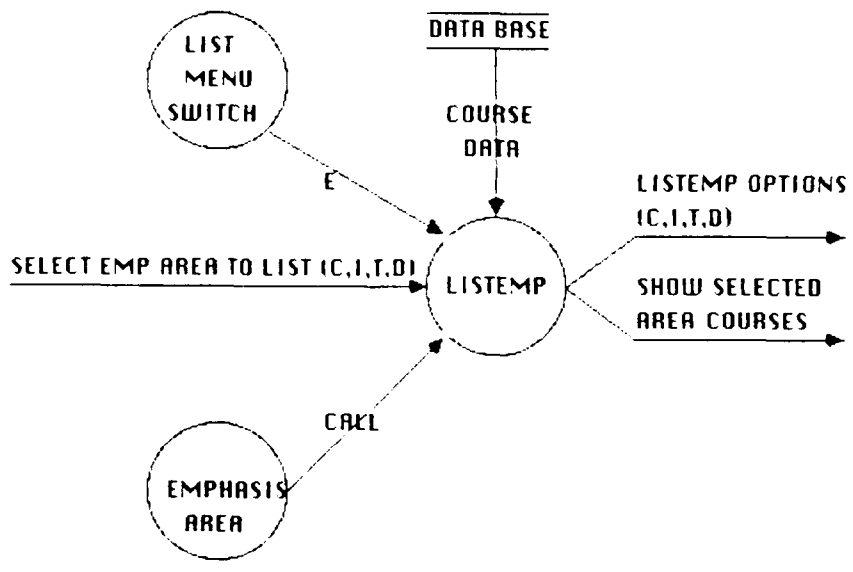 LIST
MENU
SWITCH
DATA BASE
COURSE
DATA
E
LISTEMP OPTIONS
(C,I,T,D)
SELECT EMP AREA TO LIST (C,I,T,D)
LISTEMP
SHOW SELECTED
AREA COURSES
CALL
EMPHASIS
AREA